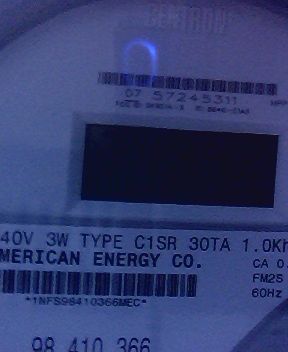 CENTRON
07 57245311
40V 3W TYPE C1SR 30TA 1.0Kh
MERICAN ENERGY CO.
CA 0.
FM2S
60Hz
*1NFS98410366MEC*
98 410 366